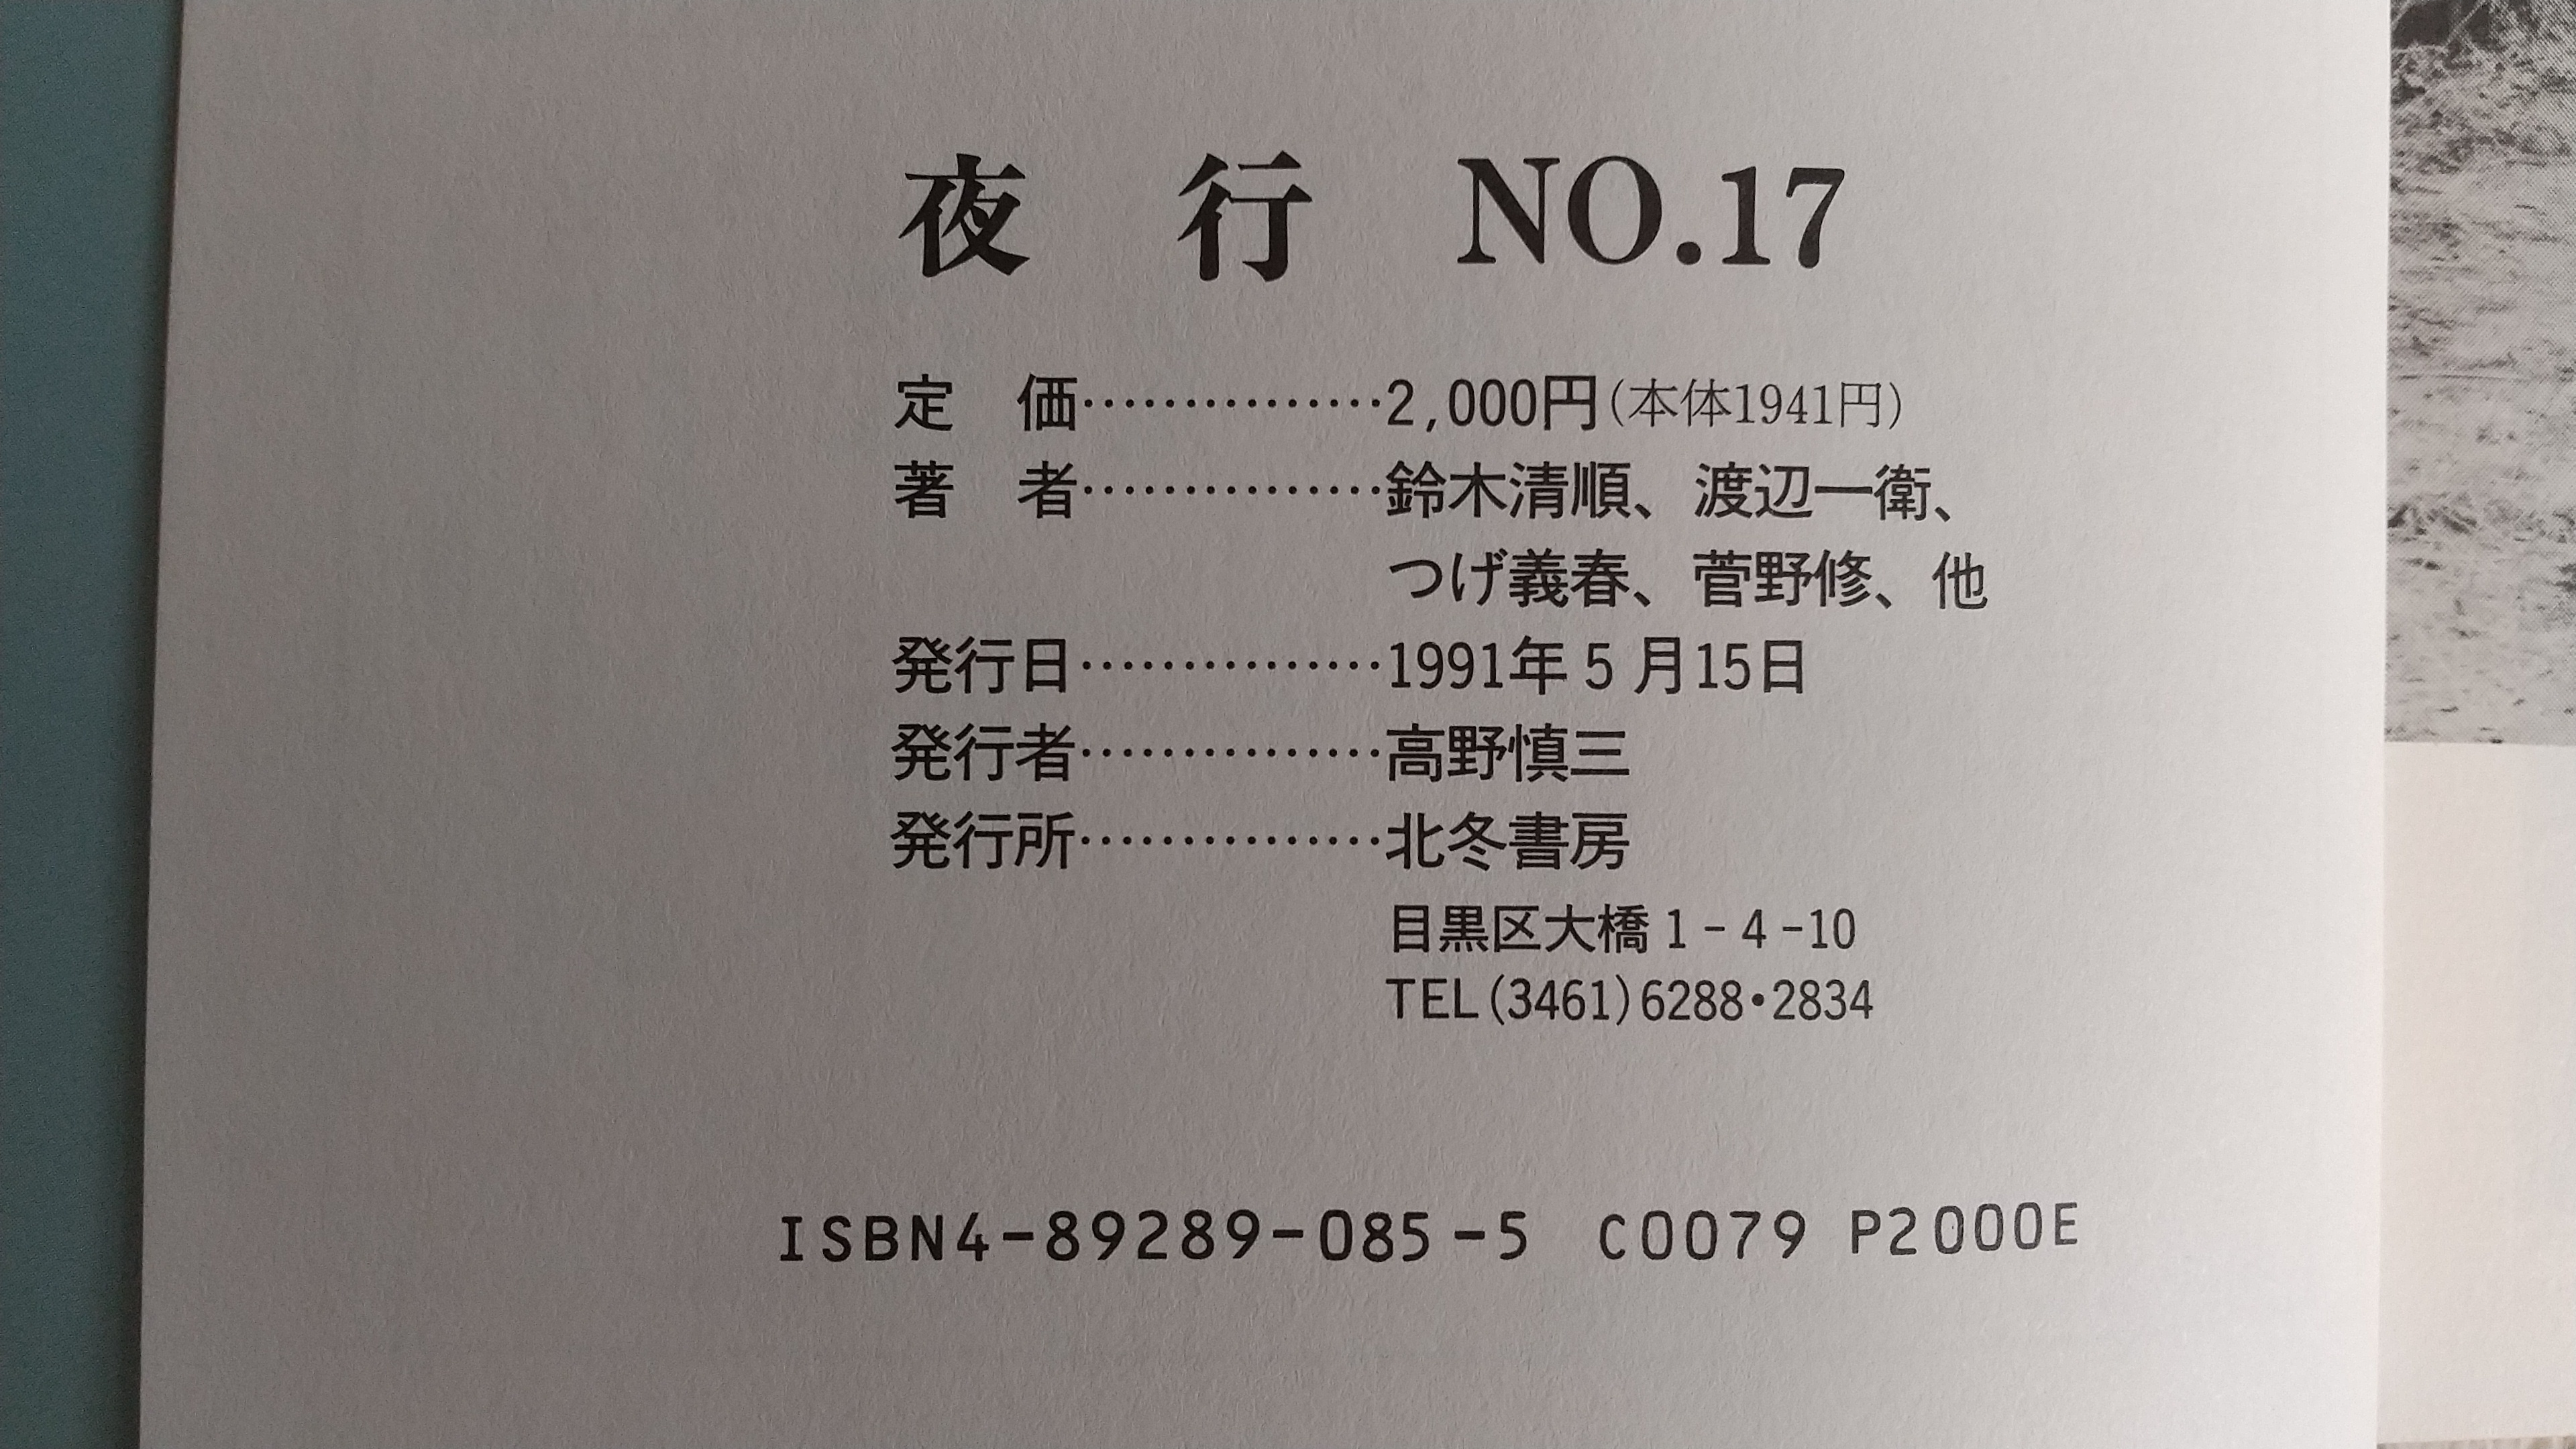 夜　行　NO.17
定　価……………2,000円(本体1941円)
著　者……………鈴木清順、渡辺一衛、
つげ義春、菅野修、他
発行日……………1991年5月15日
発行者……………高野慎三
発行所……………北冬書房
目黒区大橋1-4-10
TEL(3461)6288・2834
ISBN4-89289-085-5　C0079 P2000E